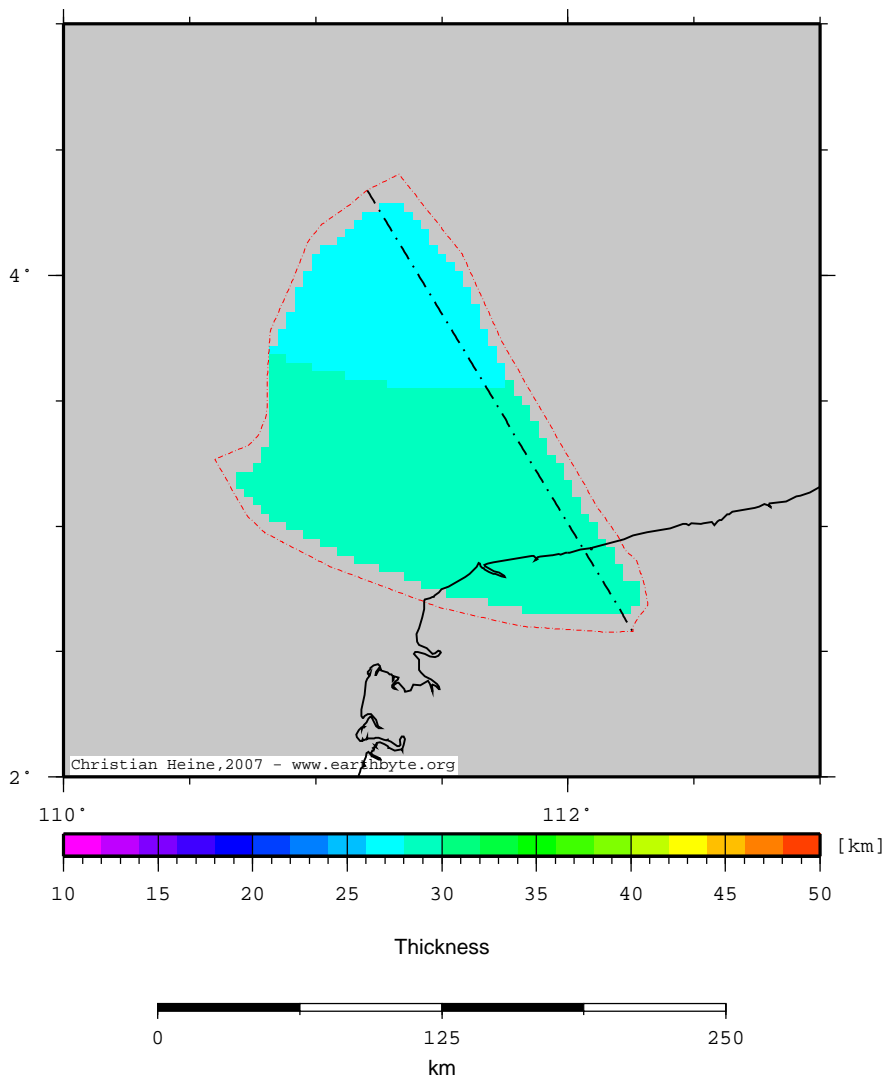 4°
2°
Christian Heine,2007 - www.earthbyte.org
110° 112°
[km]
10 15 20 25 30 35 40 45 50
Thickness
0 125 250
km